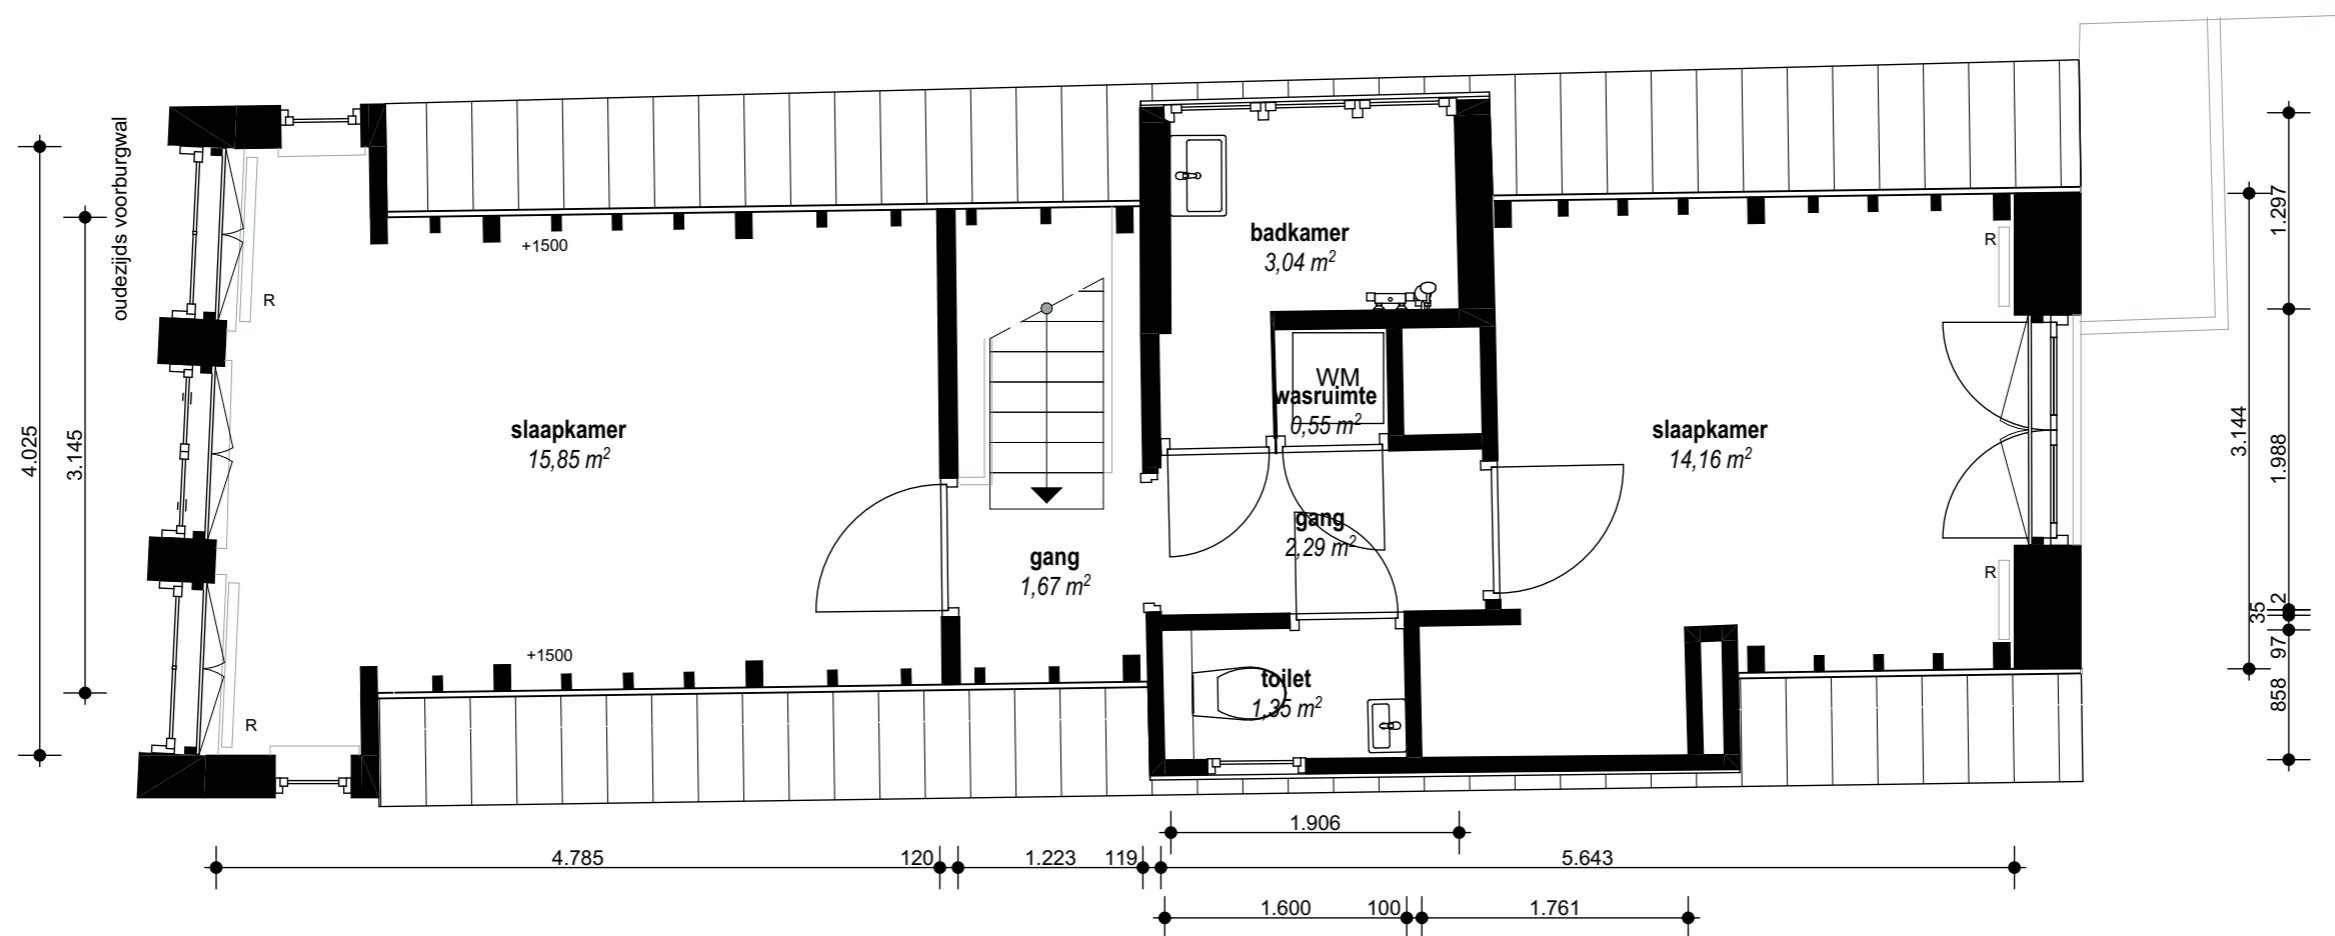 oudezijds voorburgwal
4.025
3.145
+1500
R
slaapkamer
15,85 m²
+1500
R
gang
1,67 m²
badkamer
3,04 m²
WM
wasruimte
0,55 m²
gang
2,29 m²
toilet
1,35 m²
slaapkamer
14,16 m²
R
R
1.297
3.144
1.988
2
35
97
858
1.906
4.785
120
1.223
119
5.643
1.600
100
1.761